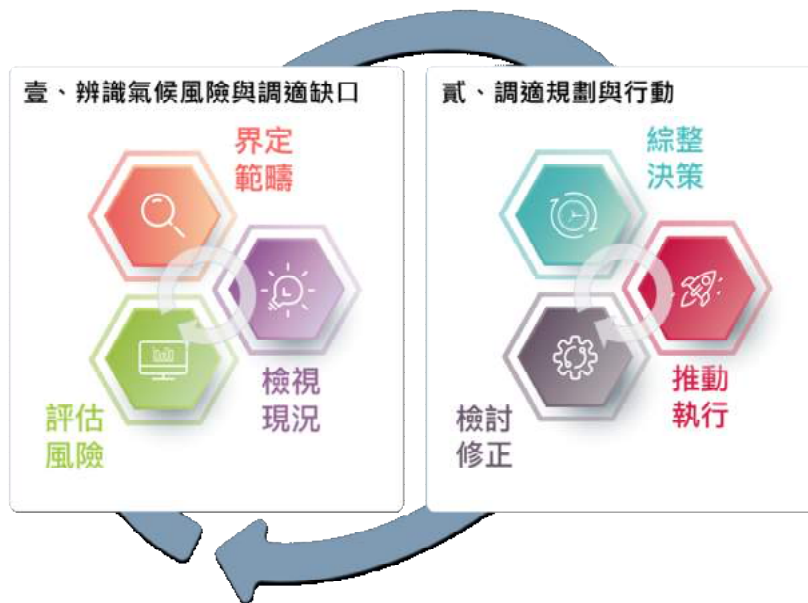 壹、辨識氣候風險與調適缺口
界定
範疇
檢視
現況
評估
風險
貳、調適規劃與行動
綜整
決策
推動
執行
檢討
修正